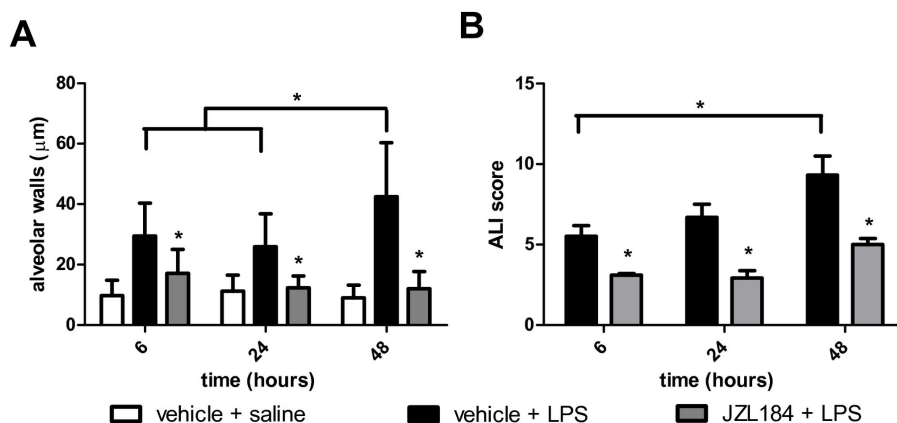 A
B
80
60
40
20
0
alveolar walls (μm)
*
*
*
*
6
24
48
time (hours)
15
10
5
0
ALI score
*
*
*
*
6
24
48
time (hours)
vehicle + saline
vehicle + LPS
JZL184 + LPS